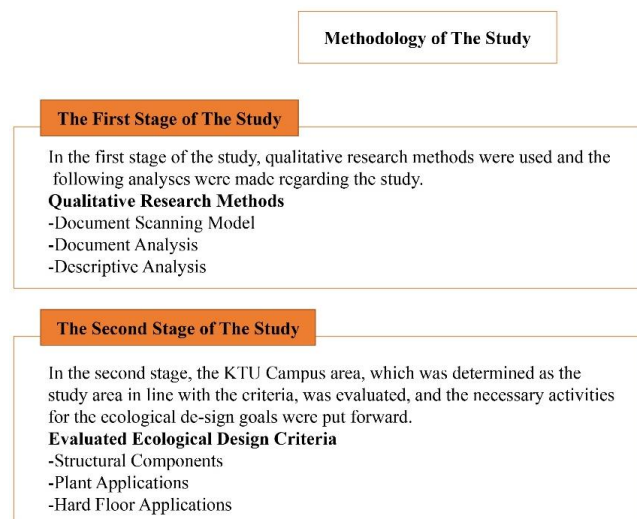 Methodology of The Study
The First Stage of The Study
In the first stage of the study, qualitative research methods were used and the
following analyses were made regarding the study.
Qualitative Research Methods
-Document Scanning Model
-Document Analysis
-Descriptive Analysis
The Second Stage of The Study
In the second stage, the KTU Campus area, which was determined as the
study area in line with the criteria, was evaluated, and the necessary activities
for the ecological de-sign goals were put forward.
Evaluated Ecological Design Criteria
-Structural Components
-Plant Applications
-Hard Floor Applications